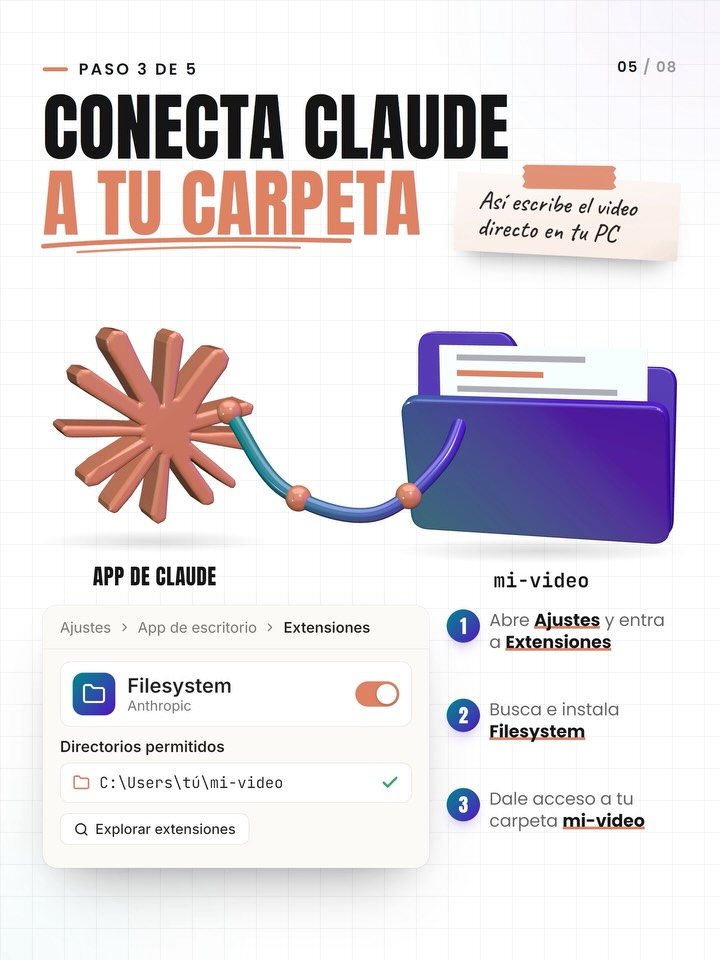 PASO 3 DE 5
05 / 08
CONECTA CLAUDE
A TU CARPETA
Así escribe el video
directo en tu PC
APP DE CLAUDE
mi-video
Ajustes > App de escritorio > Extensiones
Filesystem
Anthropic
Directorios permitidos
C:\Users\tú\mi-video
Explorar extensiones
1 Abre Ajustes y entra
a Extensiones
2 Busca e instala
Filesystem
3 Dale acceso a tu
carpeta mi-video